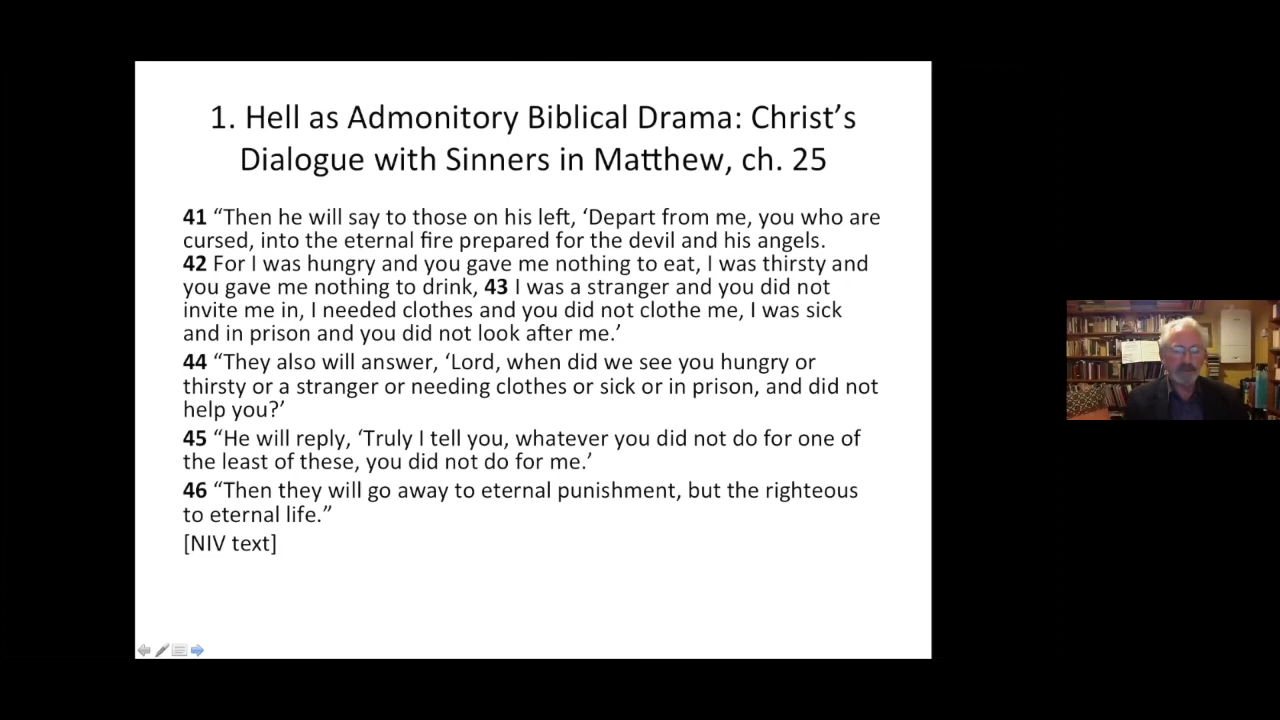 1. Hell as Admonitory Biblical Drama: Christ’s
Dialogue with Sinners in Matthew, ch. 25
41 “Then he will say to those on his left, ‘Depart from me, you who are
cursed, into the eternal fire prepared for the devil and his angels.
42 For I was hungry and you gave me nothing to eat, I was thirsty and
you gave me nothing to drink, 43 I was a stranger and you did not
invite me in, I needed clothes and you did not clothe me, I was sick
and in prison and you did not look after me.’
44 “They also will answer, ‘Lord, when did we see you hungry or
thirsty or a stranger or needing clothes or sick or in prison, and did not
help you?’
45 “He will reply, ‘Truly I tell you, whatever you did not do for one of
the least of these, you did not do for me.’
46 “Then they will go away to eternal punishment, but the righteous
to eternal life.”
[NIV text]